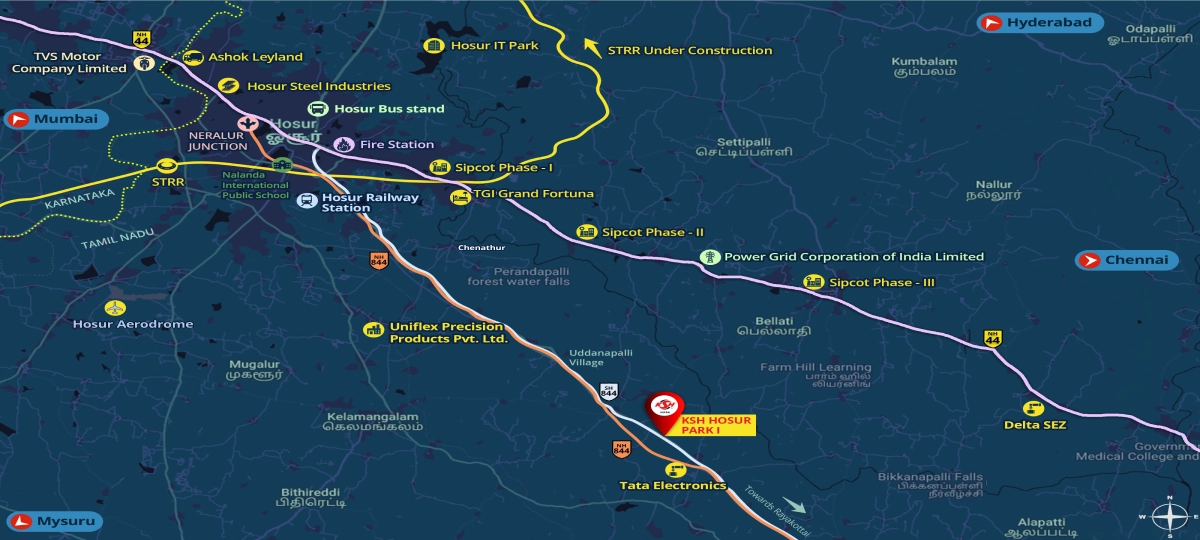 NH
44
TVS Motor
Company Limited
Ashok Leyland
Hosur IT Park
STRR Under Construction
Hyderabad
Odapalli
ஓடாப்பள்ளி
Kumbalam
கும்பலம்
Hosur Steel Industries
Hosur Bus stand
Mumbai
Hosur
ஓசூர்
NERALUR
JUNCTION
Fire Station
Settipalli
செட்டிப்பள்ளி
STRR
Nalanda
International
Public School
Sipcot Phase - I
TGI Grand Fortuna
Nallur
நல்லூர்
KARNATAKA
TAMIL NADU
Hosur Railway
Station
Sipcot Phase - II
Chenathur
NH
844
Power Grid Corporation of India Limited
Chennai
Perandapalli
forest water falls
Sipcot Phase - III
Hosur Aerodrome
Uniflex Precision
Products Pvt. Ltd.
Bellati
பெல்லாதி
NH
44
Mugalur
முகளூர்
Uddanapalli
Village
Farm Hill Learning
பார்ம் ஹில்
லியரனிங்
SH
844
KSH
KSH HOSUR
PARK I
Delta SEZ
Kelamangalam
கெலமங்கலம்
NH
844
Tata Electronics
Governm
Medical College and
Bikkanapalli Falls
பிக்கனப்பள்ளி
நீர்வீழ்ச்சி
Bithireddi
பிதிரெட்டி
Towards Rayakottai
Mysuru
Alapatti
ஆலப்பட்டி
N
W
E
S